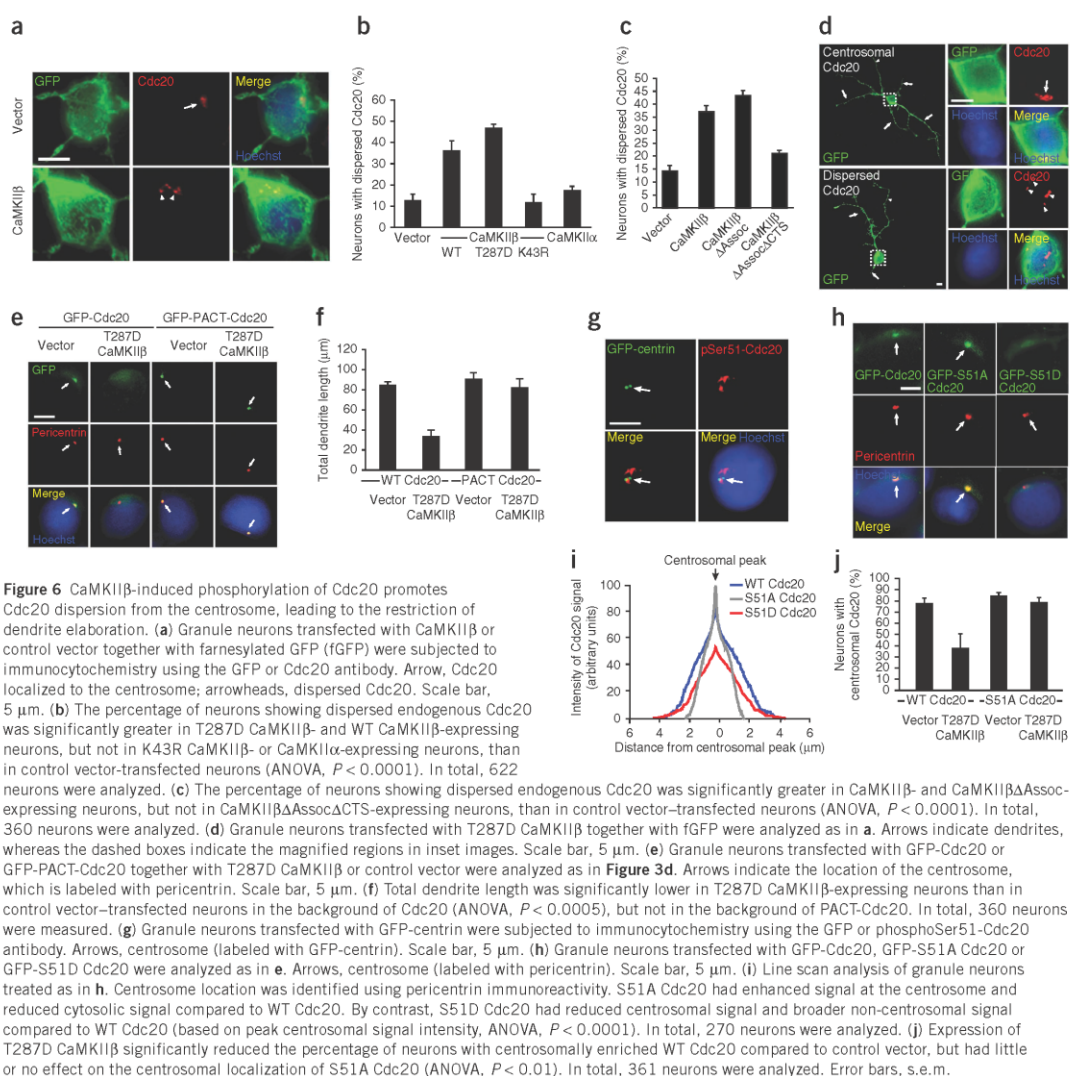 a
GFP
Cdc20
Merge
Vector
Hoechst
CaMKIIβ
b
Neurons with dispersed Cdc20 (%)
60
50
40
30
20
10
0
Vector
CaMKIIβ
CaMKIIα
WT T287D K43R
c
Neurons with dispersed Cdc20 (%)
50
45
40
35
30
25
20
15
10
5
0
Vector
CaMKIIβ
CaMKIIβ
ΔAssoc
CaMKIIβ
ΔAssocΔCTS
d
Centrosomal
Cdc20
GFP
GFP
Cdc20
Hoechst
Merge
Dispersed
Cdc20
GFP
GFP
Cdc20
Hoechst
Merge
Hoechst
e
GFP-Cdc20
GFP-PACT-Cdc20
Vector
T287D
CaMKIIβ
Vector
T287D
CaMKIIβ
GFP
Pericentrin
Merge
Hoechst
f
Total dendrite length (μm)
120
100
80
60
40
20
0
WT Cdc20
PACT Cdc20
Vector T287D
CaMKIIβ
Vector T287D
CaMKIIβ
g
GFP-centrin
pSer51-Cdc20
Merge
Merge Hoechst
h
GFP-Cdc20
GFP-S51A
Cdc20
GFP-S51D
Cdc20
Pericentrin
Hoechst
Merge
i
Centrosomal peak
WT Cdc20
S51A Cdc20
S51D Cdc20
Intensity of Cdc20 signal
(arbitrary units)
100
80
60
40
20
0
6 4 2 0 2 4 6
Distance from centrosomal peak (μm)
j
Neurons with
centrosomal Cdc20 (%)
100
90
80
70
60
50
40
30
20
10
0
WT Cdc20
S51A Cdc20
Vector T287D
CaMKIIβ
Vector T287D
CaMKIIβ
Figure 6 CaMKIIβ-induced phosphorylation of Cdc20 promotes
Cdc20 dispersion from the centrosome, leading to the restriction of
dendrite elaboration. (a) Granule neurons transfected with CaMKIIβ or
control vector together with farnesylated GFP (fGFP) were subjected to
immunocytochemistry using the GFP or Cdc20 antibody. Arrow, Cdc20
localized to the centrosome; arrowheads, dispersed Cdc20. Scale bar,
5 μm. (b) The percentage of neurons showing dispersed endogenous Cdc20
was significantly greater in T287D CaMKIIβ- and WT CaMKIIβ-expressing
neurons, but not in K43R CaMKIIβ- or CaMKIIα-expressing neurons, than
in control vector-transfected neurons (ANOVA, P < 0.0001). In total, 622
neurons were analyzed. (c) The percentage of neurons showing dispersed endogenous Cdc20 was significantly greater in CaMKIIβ- and CaMKIIβΔAssoc-
expressing neurons, but not in CaMKIIβΔAssocΔCTS-expressing neurons, than in control vector–transfected neurons (ANOVA, P < 0.0001). In total,
360 neurons were analyzed. (d) Granule neurons transfected with T287D CaMKIIβ together with fGFP were analyzed as in a. Arrows indicate dendrites,
whereas the dashed boxes indicate the magnified regions in inset images. Scale bar, 5 μm. (e) Granule neurons transfected with GFP-Cdc20 or
GFP-PACT-Cdc20 together with T287D CaMKIIβ or control vector were analyzed as in Figure 3d. Arrows indicate the location of the centrosome,
which is labeled with pericentrin. Scale bar, 5 μm. (f) Total dendrite length was significantly lower in T287D CaMKIIβ-expressing neurons than in
control vector–transfected neurons in the background of Cdc20 (ANOVA, P < 0.0005), but not in the background of PACT-Cdc20. In total, 360 neurons
were measured. (g) Granule neurons transfected with GFP-centrin were subjected to immunocytochemistry using the GFP or phosphoSer51-Cdc20
antibody. Arrows, centrosome (labeled with GFP-centrin). Scale bar, 5 μm. (h) Granule neurons transfected with GFP-Cdc20, GFP-S51A Cdc20 or
GFP-S51D Cdc20 were analyzed as in e. Arrows, centrosome (labeled with pericentrin). Scale bar, 5 μm. (i) Line scan analysis of granule neurons
treated as in h. Centrosome location was identified using pericentrin immunoreactivity. S51A Cdc20 had enhanced signal at the centrosome and
reduced cytosolic signal compared to WT Cdc20. By contrast, S51D Cdc20 had reduced centrosomal signal and broader non-centrosomal signal
compared to WT Cdc20 (based on peak centrosomal signal intensity, ANOVA, P < 0.0001). In total, 270 neurons were analyzed. (j) Expression of
T287D CaMKIIβ significantly reduced the percentage of neurons with centrosomally enriched WT Cdc20 compared to control vector, but had little
or no effect on the centrosomal localization of S51A Cdc20 (ANOVA, P < 0.01). In total, 361 neurons were analyzed. Error bars, s.e.m.